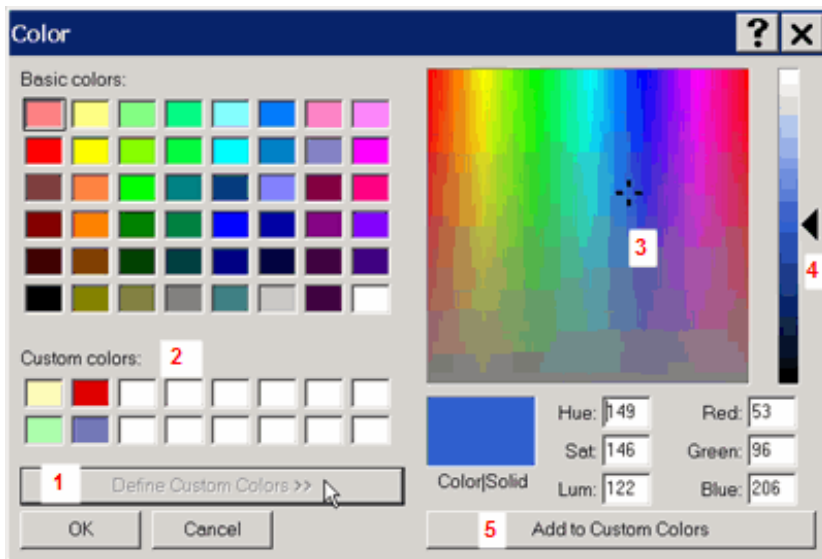 Color
Basic colors:
3
4
Custom colors: 2
1 Define Custom Colors >>
OK Cancel
Color|Solid
Hue: 149 Red: 53
Sat: 146 Green: 96
Lum: 122 Blue: 206
5 Add to Custom Colors